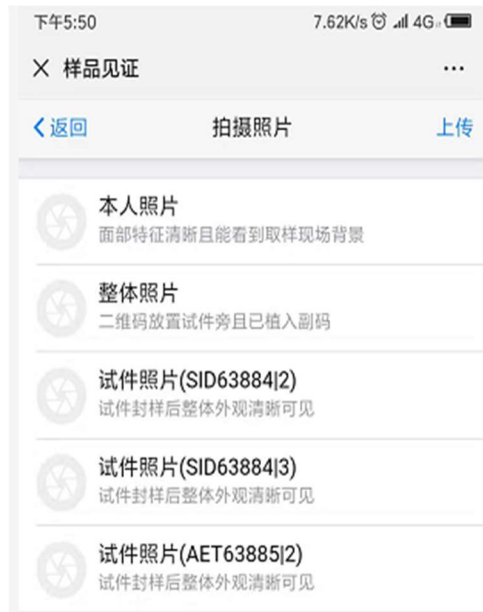 下午5:50
7.62K/s 4G
× 样品见证
...
返回 拍摄照片 上传
本人照片
面部特征清晰且能看到取样现场背景
整体照片
二维码放置试件旁且已植入副码
试件照片(SID63884|2)
试件封样后整体外观清晰可见
试件照片(SID63884|3)
试件封样后整体外观清晰可见
试件照片(AET63885|2)
试件封样后整体外观清晰可见